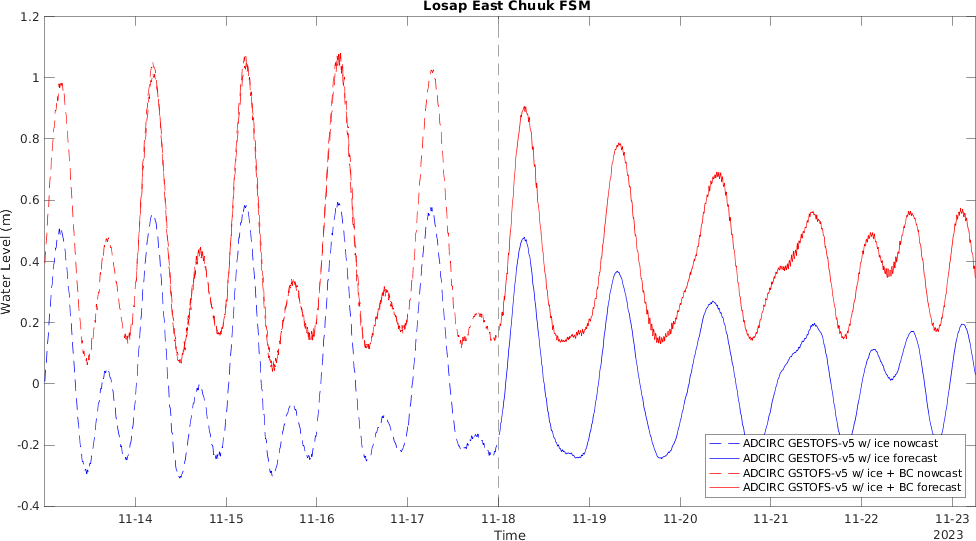 Losap East Chuuk FSM
Water Level (m)
1.2
1
0.8
0.6
0.4
0.2
0
-0.2
-0.4
ADCIRC GESTOFS-v5 w/ ice nowcast
ADCIRC GESTOFS-v5 w/ ice forecast
ADCIRC GSTOFS-v5 w/ ice + BC nowcast
ADCIRC GSTOFS-v5 w/ ice + BC forecast
11-14 11-15 11-16 11-17 11-18 11-19 11-20 11-21 11-22 11-23
Time 2023